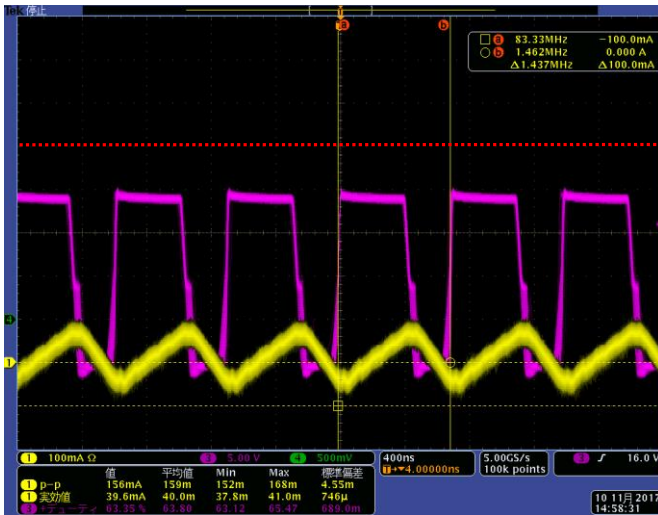 Tek 停止
T
a
b
a 83.33MHz −100.0mA
b 1.462MHz 0.000 A
Δ1.437MHz Δ100.0mA
4
1
1 100mA Ω 3 5.00 V 4 500mV 400ns 5.00GS/s 3 16.0 V
T→▼4.00000ns 100k points
値 平均値 Min Max 標準偏差
1 p−p 156mA 159m 152m 168m 4.55m
1 実効値 39.6mA 40.0m 37.8m 41.0m 746µ
3 +デューティ 63.35 % 63.80 63.12 65.47 689.0m
10 11月 2017
14:58:31